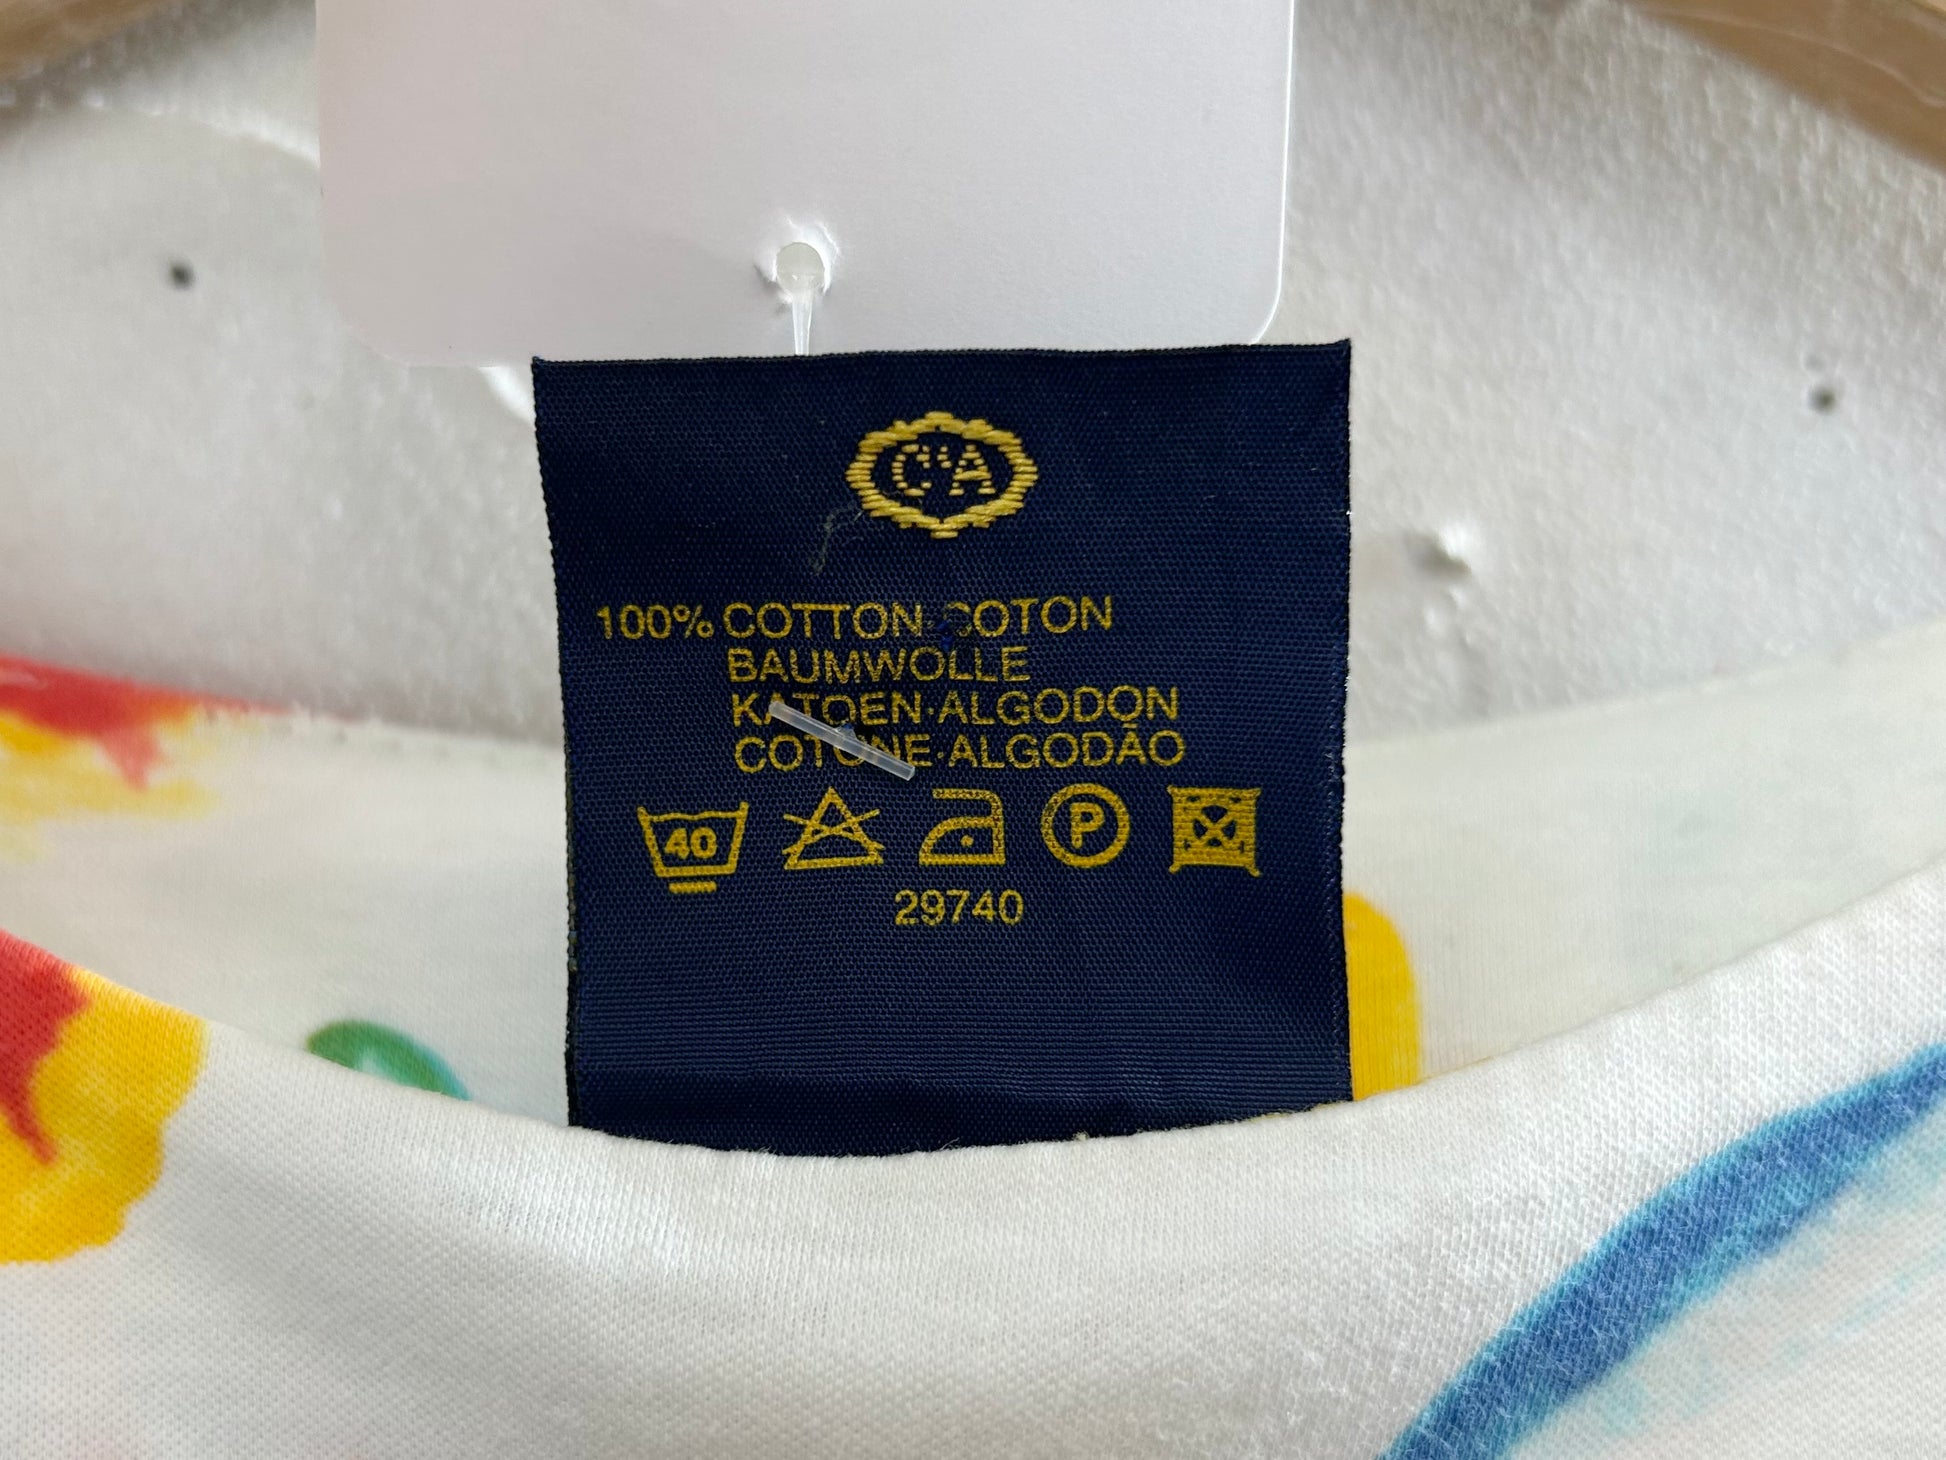 C&A
100% COTTON·COTON
BAUMWOLLE
KATOEN·ALGODON
COTONE·ALGODÃO
40 P
29740